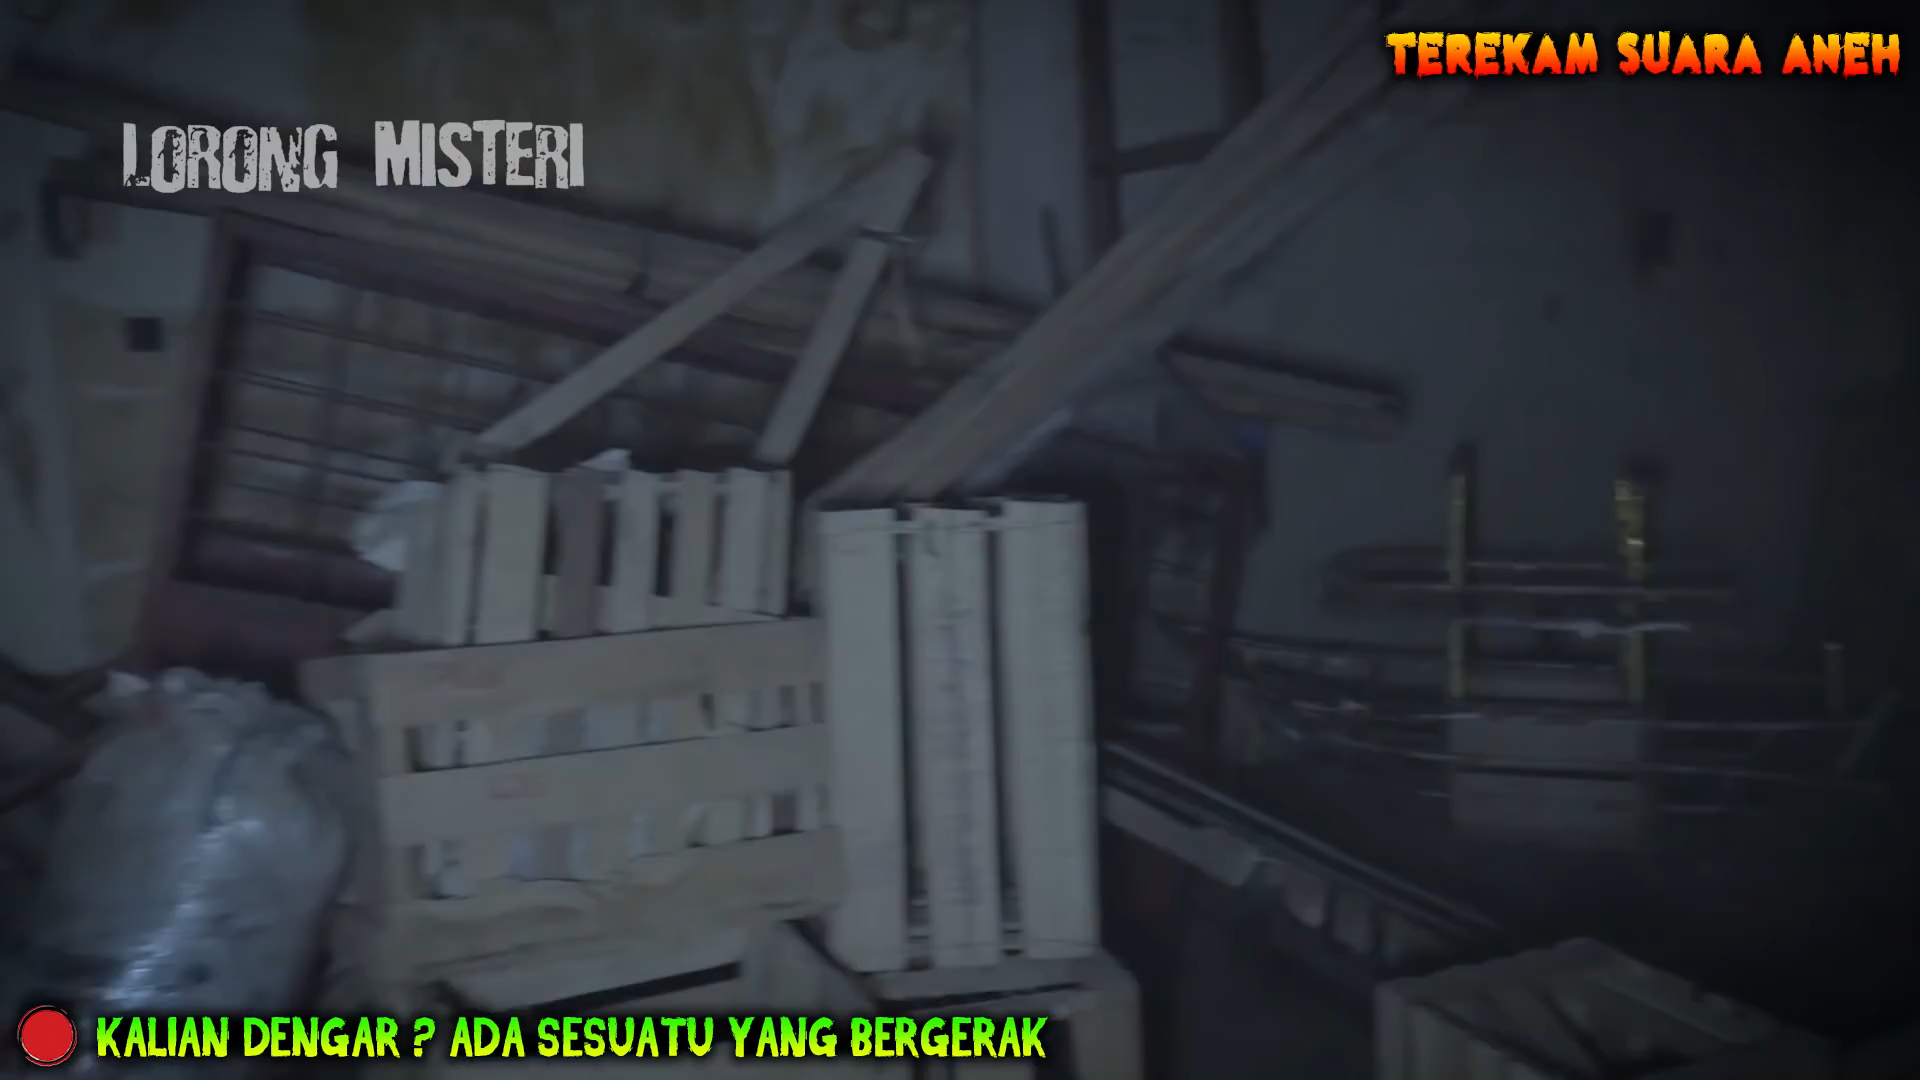 TEREKAM SUARA ANEH
LORONG MISTERI
KALIAN DENGAR ? ADA SESUATU YANG BERGERAK